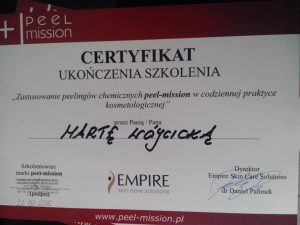 peel
mission
CERTYFIKAT
UKOŃCZENIA SZKOLENIA
„Zastosowanie peelingów chemicznych peel-mission w codziennej praktyce
kosmetologicznej”
przez Panią / Pana
MARTĘ WÓJCICKĄ
Szkoleniowiec
marki peel-mission
EMPIRE
skin care solutions
Dyrektor
Empire Skin Care Solutions
dr Daniel Palonek
www.peel-mission.pl